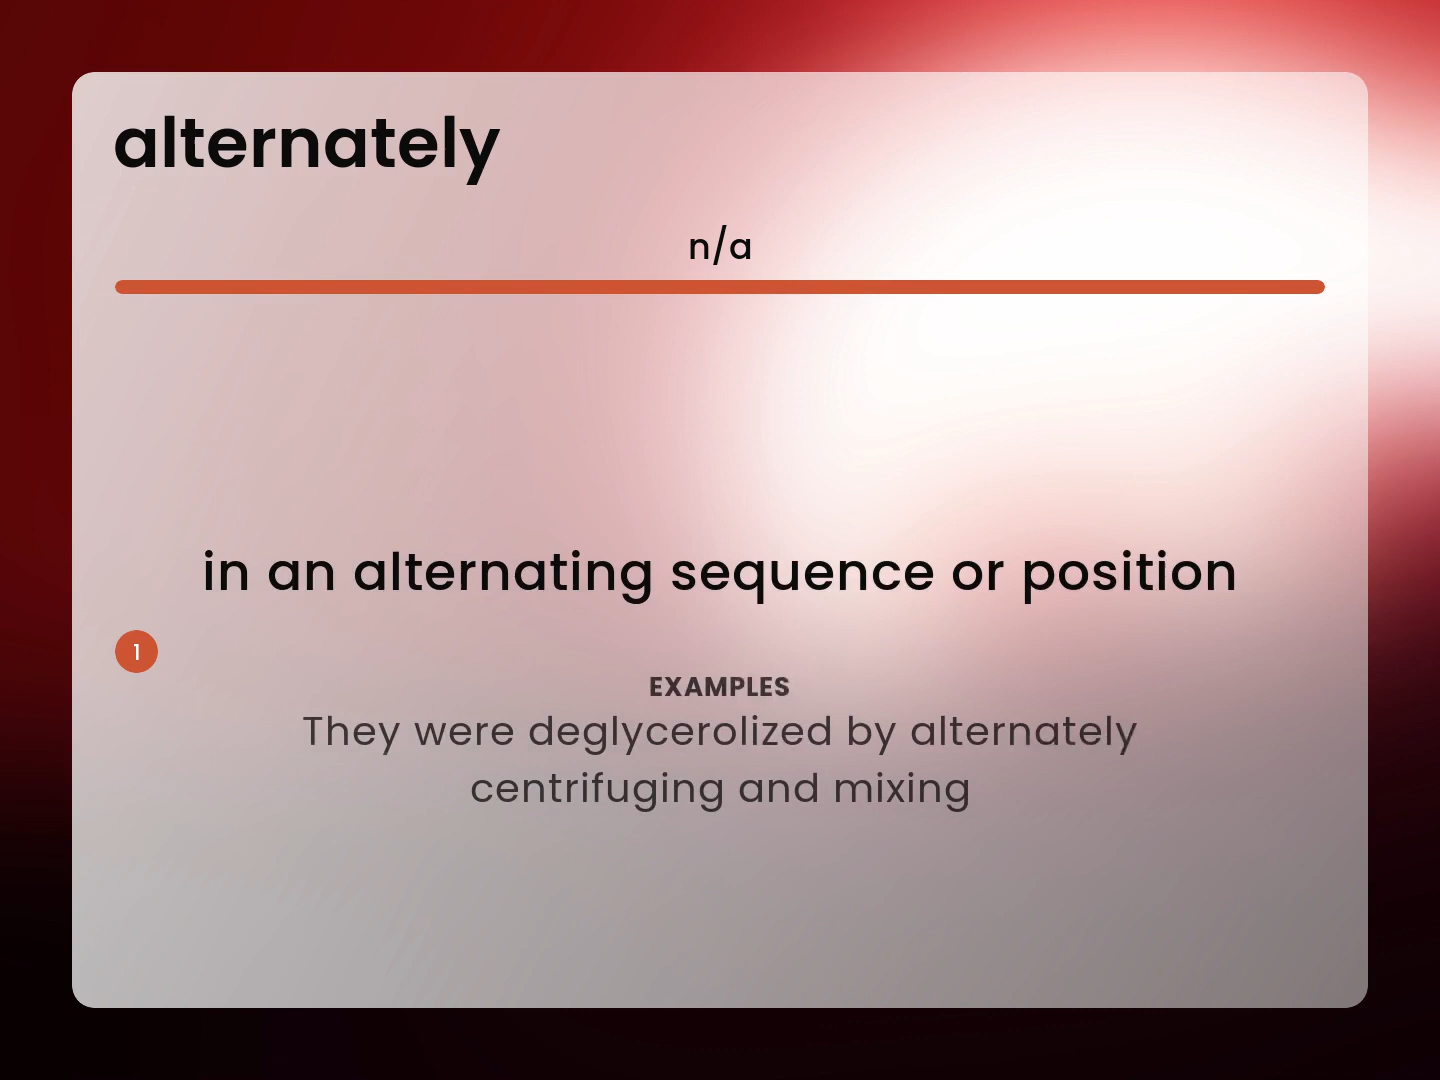 alternately
n/a
in an alternating sequence or position
1
EXAMPLES
They were deglycerolized by alternately
centrifuging and mixing